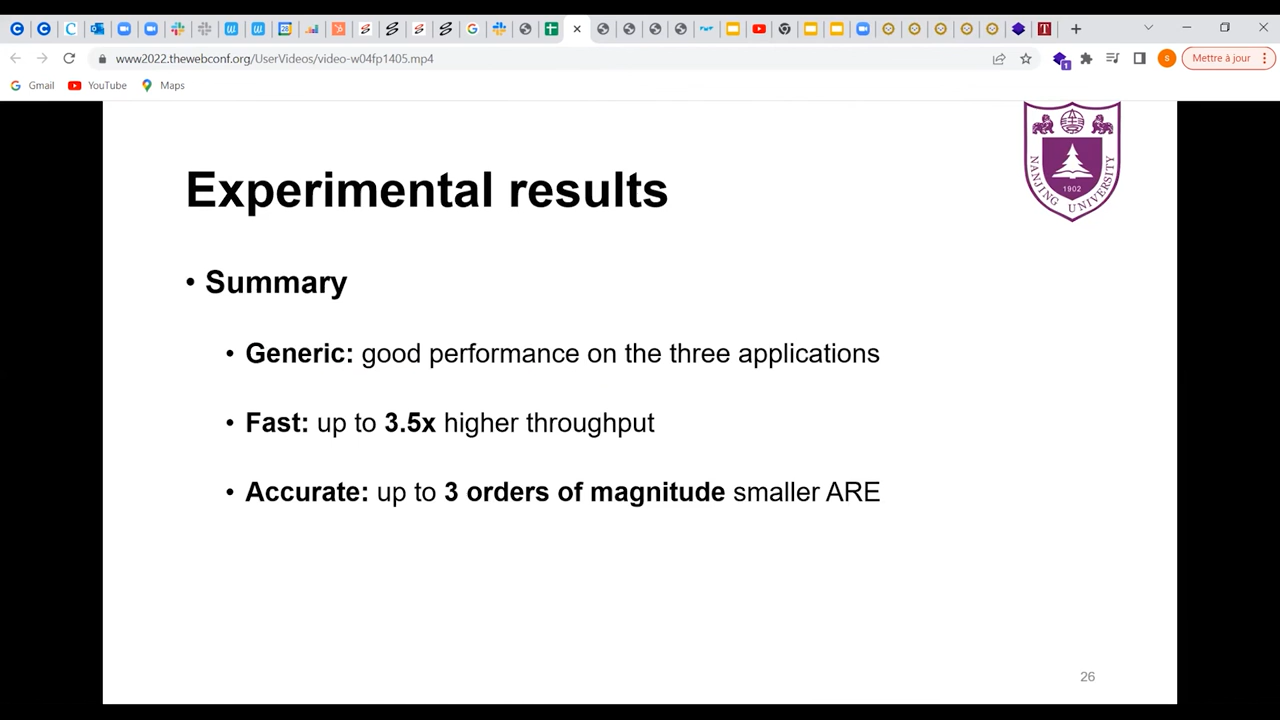 www2022.thewebconf.org/UserVideos/video-w04fp1405.mp4
1
s
Mettre à jour
Gmail
YouTube
Maps
NANJING UNIVERSITY
1902
Experimental results
• Summary
• Generic: good performance on the three applications
• Fast: up to 3.5x higher throughput
• Accurate: up to 3 orders of magnitude smaller ARE
26